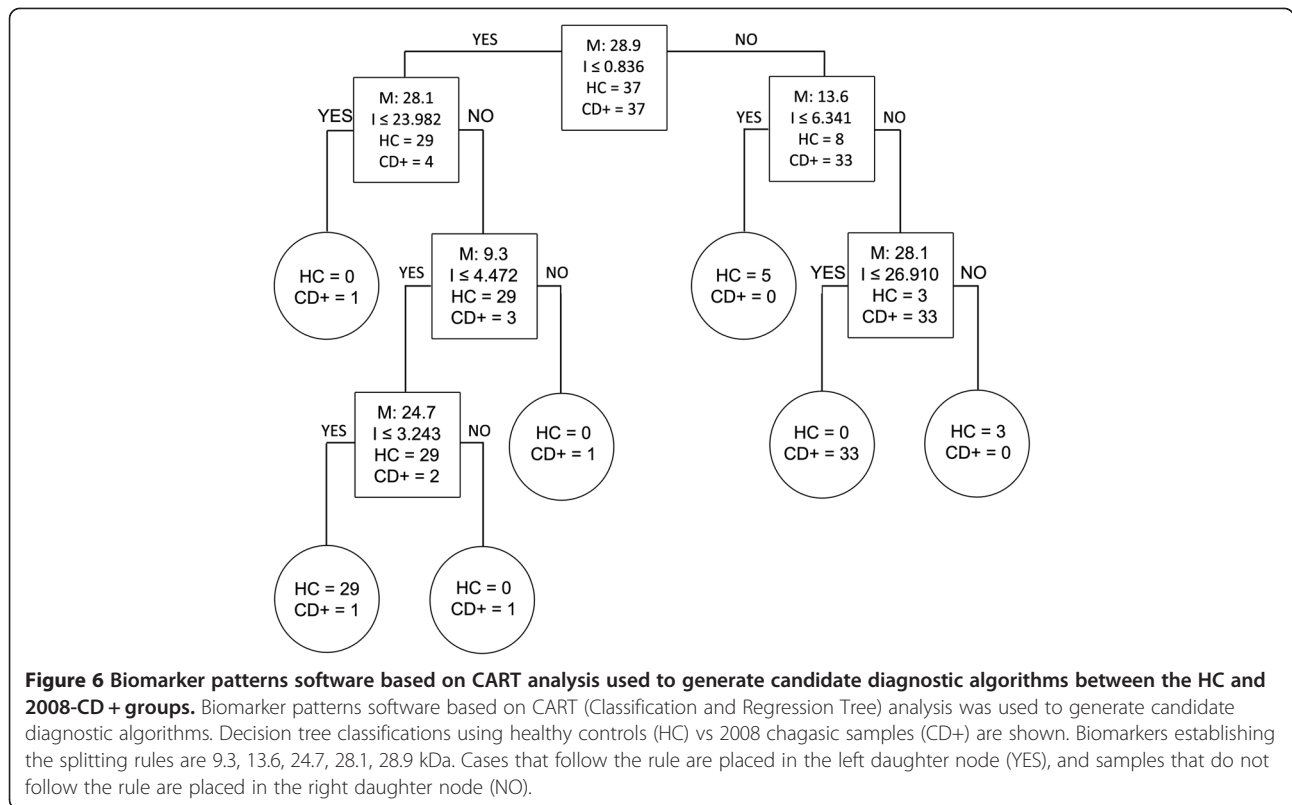 YES
M: 28.9
I ≤ 0.836
HC = 37
CD+ = 37
NO
YES
M: 28.1
I ≤ 23.982
HC = 29
CD+ = 4
NO
YES
M: 13.6
I ≤ 6.341
HC = 8
CD+ = 33
NO
HC = 0
CD+ = 1
YES
M: 9.3
I ≤ 4.472
HC = 29
CD+ = 3
NO
HC = 5
CD+ = 0
YES
M: 28.1
I ≤ 26.910
HC = 3
CD+ = 33
NO
YES
M: 24.7
I ≤ 3.243
HC = 29
CD+ = 2
NO
HC = 0
CD+ = 1
HC = 0
CD+ = 33
HC = 3
CD+ = 0
HC = 29
CD+ = 1
HC = 0
CD+ = 1
Figure 6 Biomarker patterns software based on CART analysis used to generate candidate diagnostic algorithms between the HC and
2008-CD + groups. Biomarker patterns software based on CART (Classification and Regression Tree) analysis was used to generate candidate
diagnostic algorithms. Decision tree classifications using healthy controls (HC) vs 2008 chagasic samples (CD+) are shown. Biomarkers establishing
the splitting rules are 9.3, 13.6, 24.7, 28.1, 28.9 kDa. Cases that follow the rule are placed in the left daughter node (YES), and samples that do not
follow the rule are placed in the right daughter node (NO).